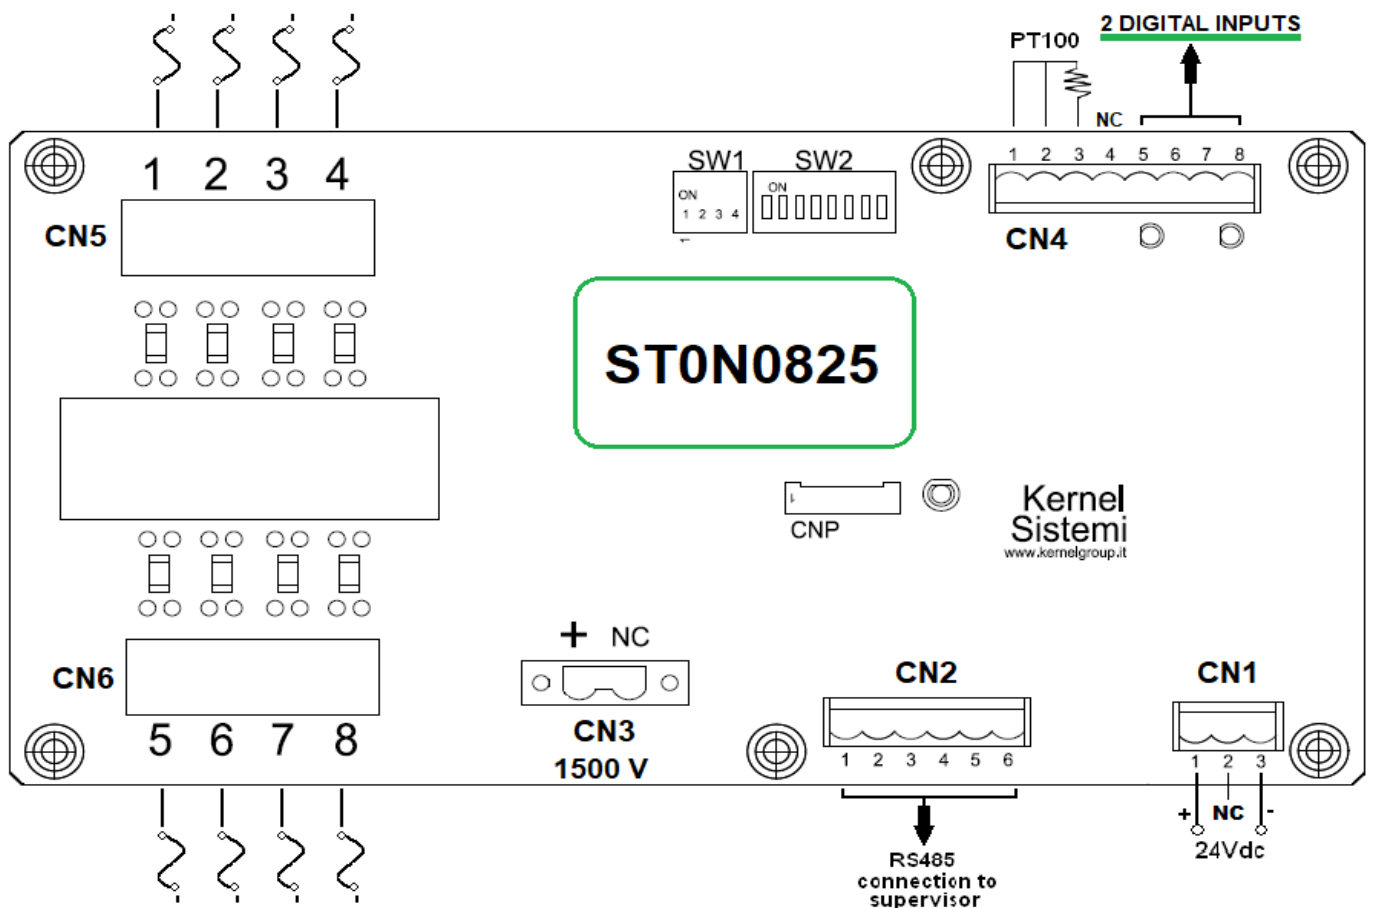 2 DIGITAL INPUTS
PT100
NC
1 2 3 4
SW1 SW2
1 2 3 4 5 6 7 8
ON
ON
1 2 3 4
1
CN5
CN4
ST0N0825
1
CNP
Kernel
Sistemi
www.kernelgroup.it
+ NC
CN6
CN2
CN1
5 6 7 8
CN3
1500 V
1 2 3 4 5 6
1 2 3
+ NC -
24Vdc
RS485
connection to
supervisor